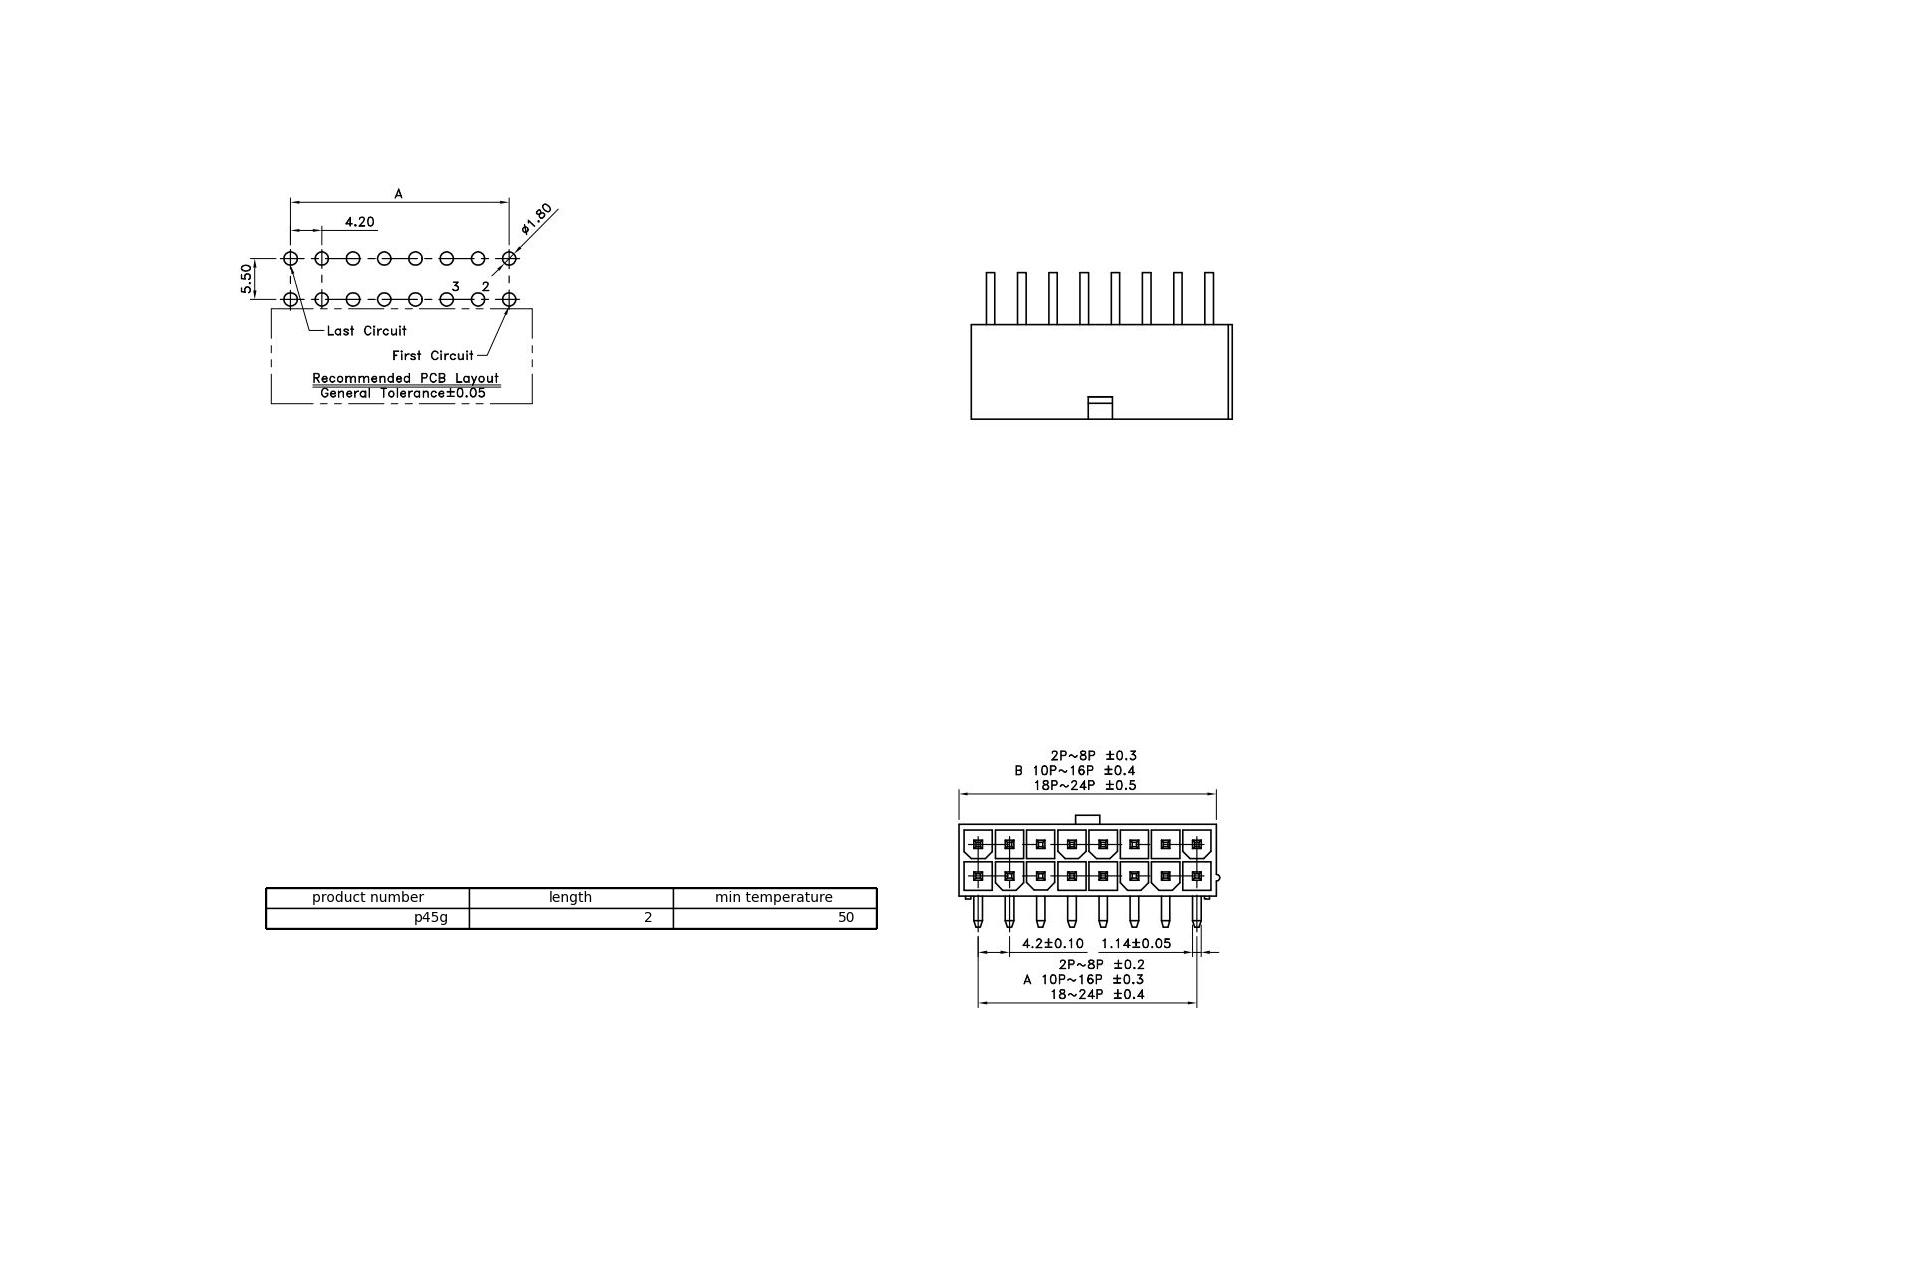 A
4.20
ø1.80
5.50
3
2
Last Circuit
First Circuit
Recommended PCB Layout
General Tolerance±0.05
2P~8P ±0.3
B 10P~16P ±0.4
18P~24P ±0.5
4.2±0.10 1.14±0.05
2P~8P ±0.2
A 10P~16P ±0.3
18~24P ±0.4
product number length min temperature
p45g 2 50